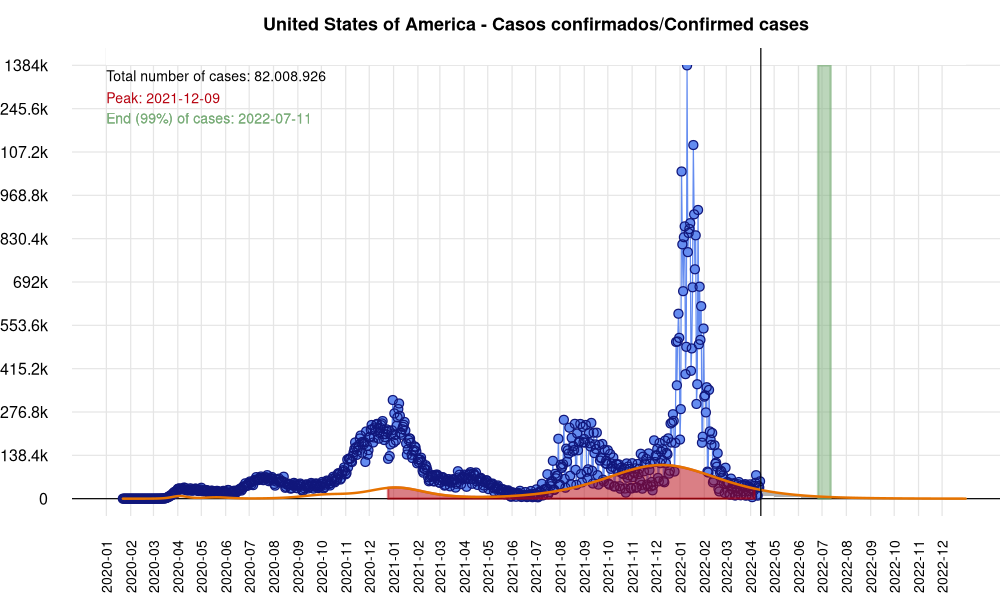 United States of America - Casos confirmados/Confirmed cases
Total number of cases: 82.008.926
Peak: 2021-12-09
End (99%) of cases: 2022-07-11
1384k
245.6k
107.2k
968.8k
830.4k
692k
553.6k
415.2k
276.8k
138.4k
0
2020-01
2020-02
2020-03
2020-04
2020-05
2020-06
2020-07
2020-08
2020-09
2020-10
2020-11
2020-12
2021-01
2021-02
2021-03
2021-04
2021-05
2021-06
2021-07
2021-08
2021-09
2021-10
2021-11
2021-12
2022-01
2022-02
2022-03
2022-04
2022-05
2022-06
2022-07
2022-08
2022-09
2022-10
2022-11
2022-12